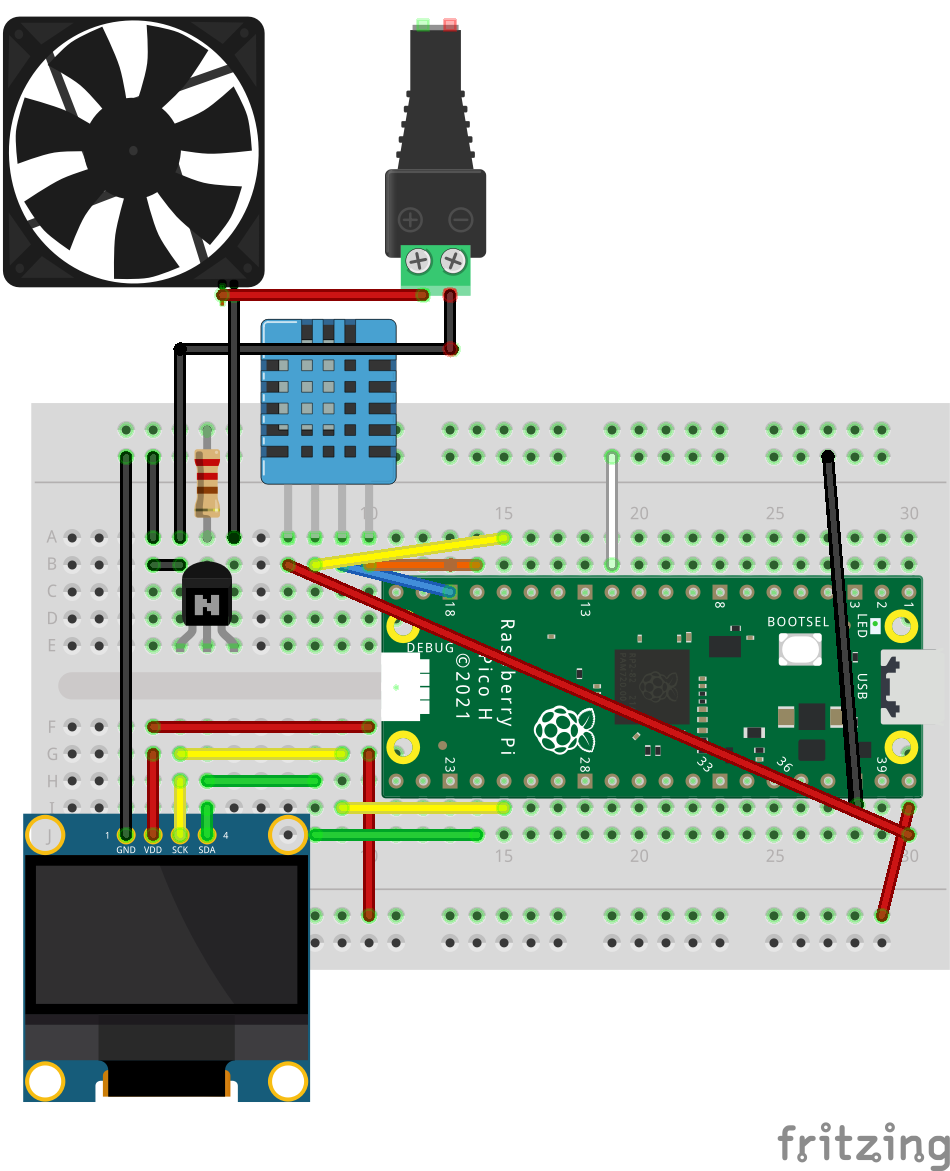 15
20
25
30
A
B
C
D
E
18
13
8
3
2
1
DEBUG
BOOTSEL
LED
USB
Raspberry Pi
Pico H
©2021
N
F
G
H
I
J
23
28
33
36
39
1
4
GND
VDD
SCK
SDA
15
20
25
30
fritzing